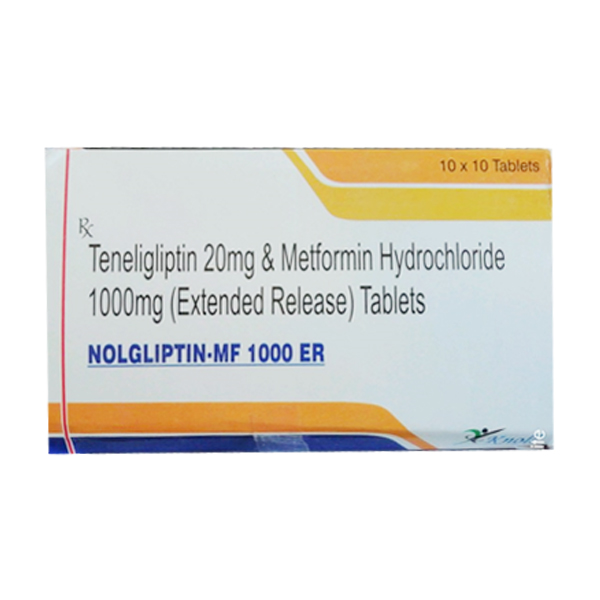 10 x 10 Tablets
Rx
Teneligliptin 20mg & Metformin Hydrochloride
1000mg (Extended Release) Tablets
NOLGLIPTIN-MF 1000 ER